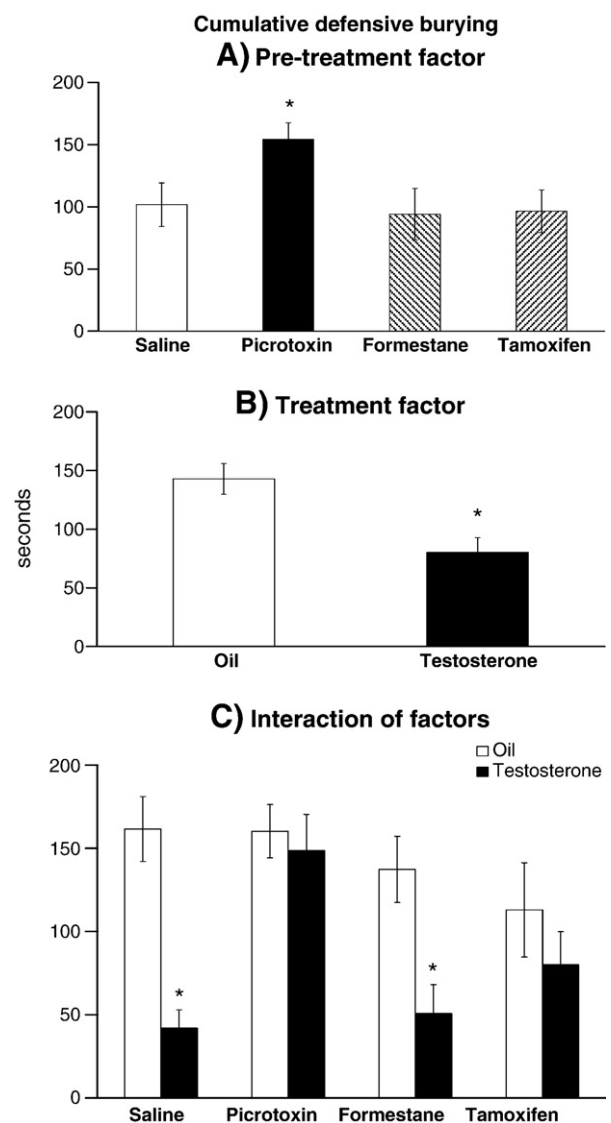 Cumulative defensive burying
A) Pre-treatment factor
200
*
150
100
50
0
Saline Picrotoxin Formestane Tamoxifen
B) Treatment factor
200
150
*
100
50
0
Oil Testosterone
seconds
C) Interaction of factors
Oil
Testosterone
200
150
100
*
*
50
0
Saline Picrotoxin Formestane Tamoxifen